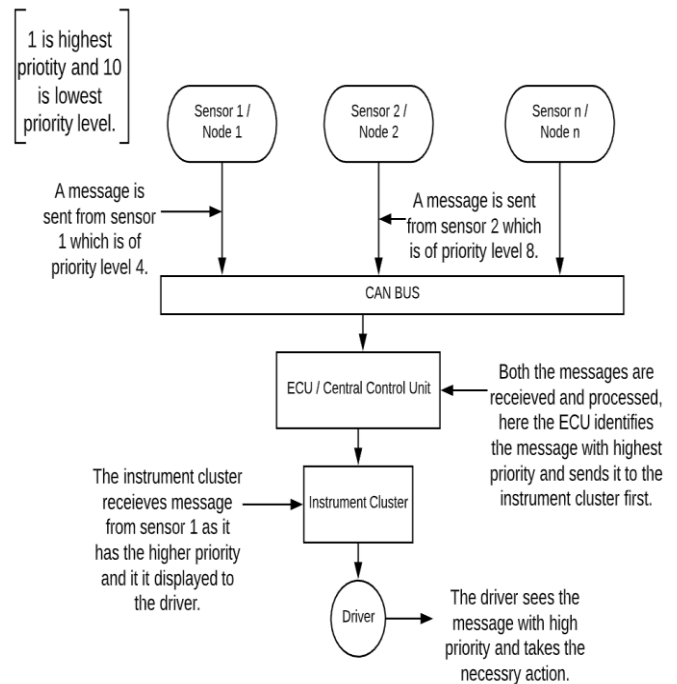 1 is highest
priotity and 10
is lowest
priority level.
Sensor 1 /
Node 1
Sensor 2 /
Node 2
Sensor n /
Node n
A message is
sent from sensor
1 which is of
priority level 4.
A message is sent
from sensor 2 which
is of priority level 8.
CAN BUS
ECU / Central Control Unit
Both the messages are
receieved and processed,
here the ECU identifies
the message with highest
priority and sends it to the
instrument cluster first.
The instrument cluster
receieves message
from sensor 1 as it
has the higher priority
and it it displayed to
the driver.
Instrument Cluster
Driver
The driver sees the
message with high
priority and takes the
necessry action.